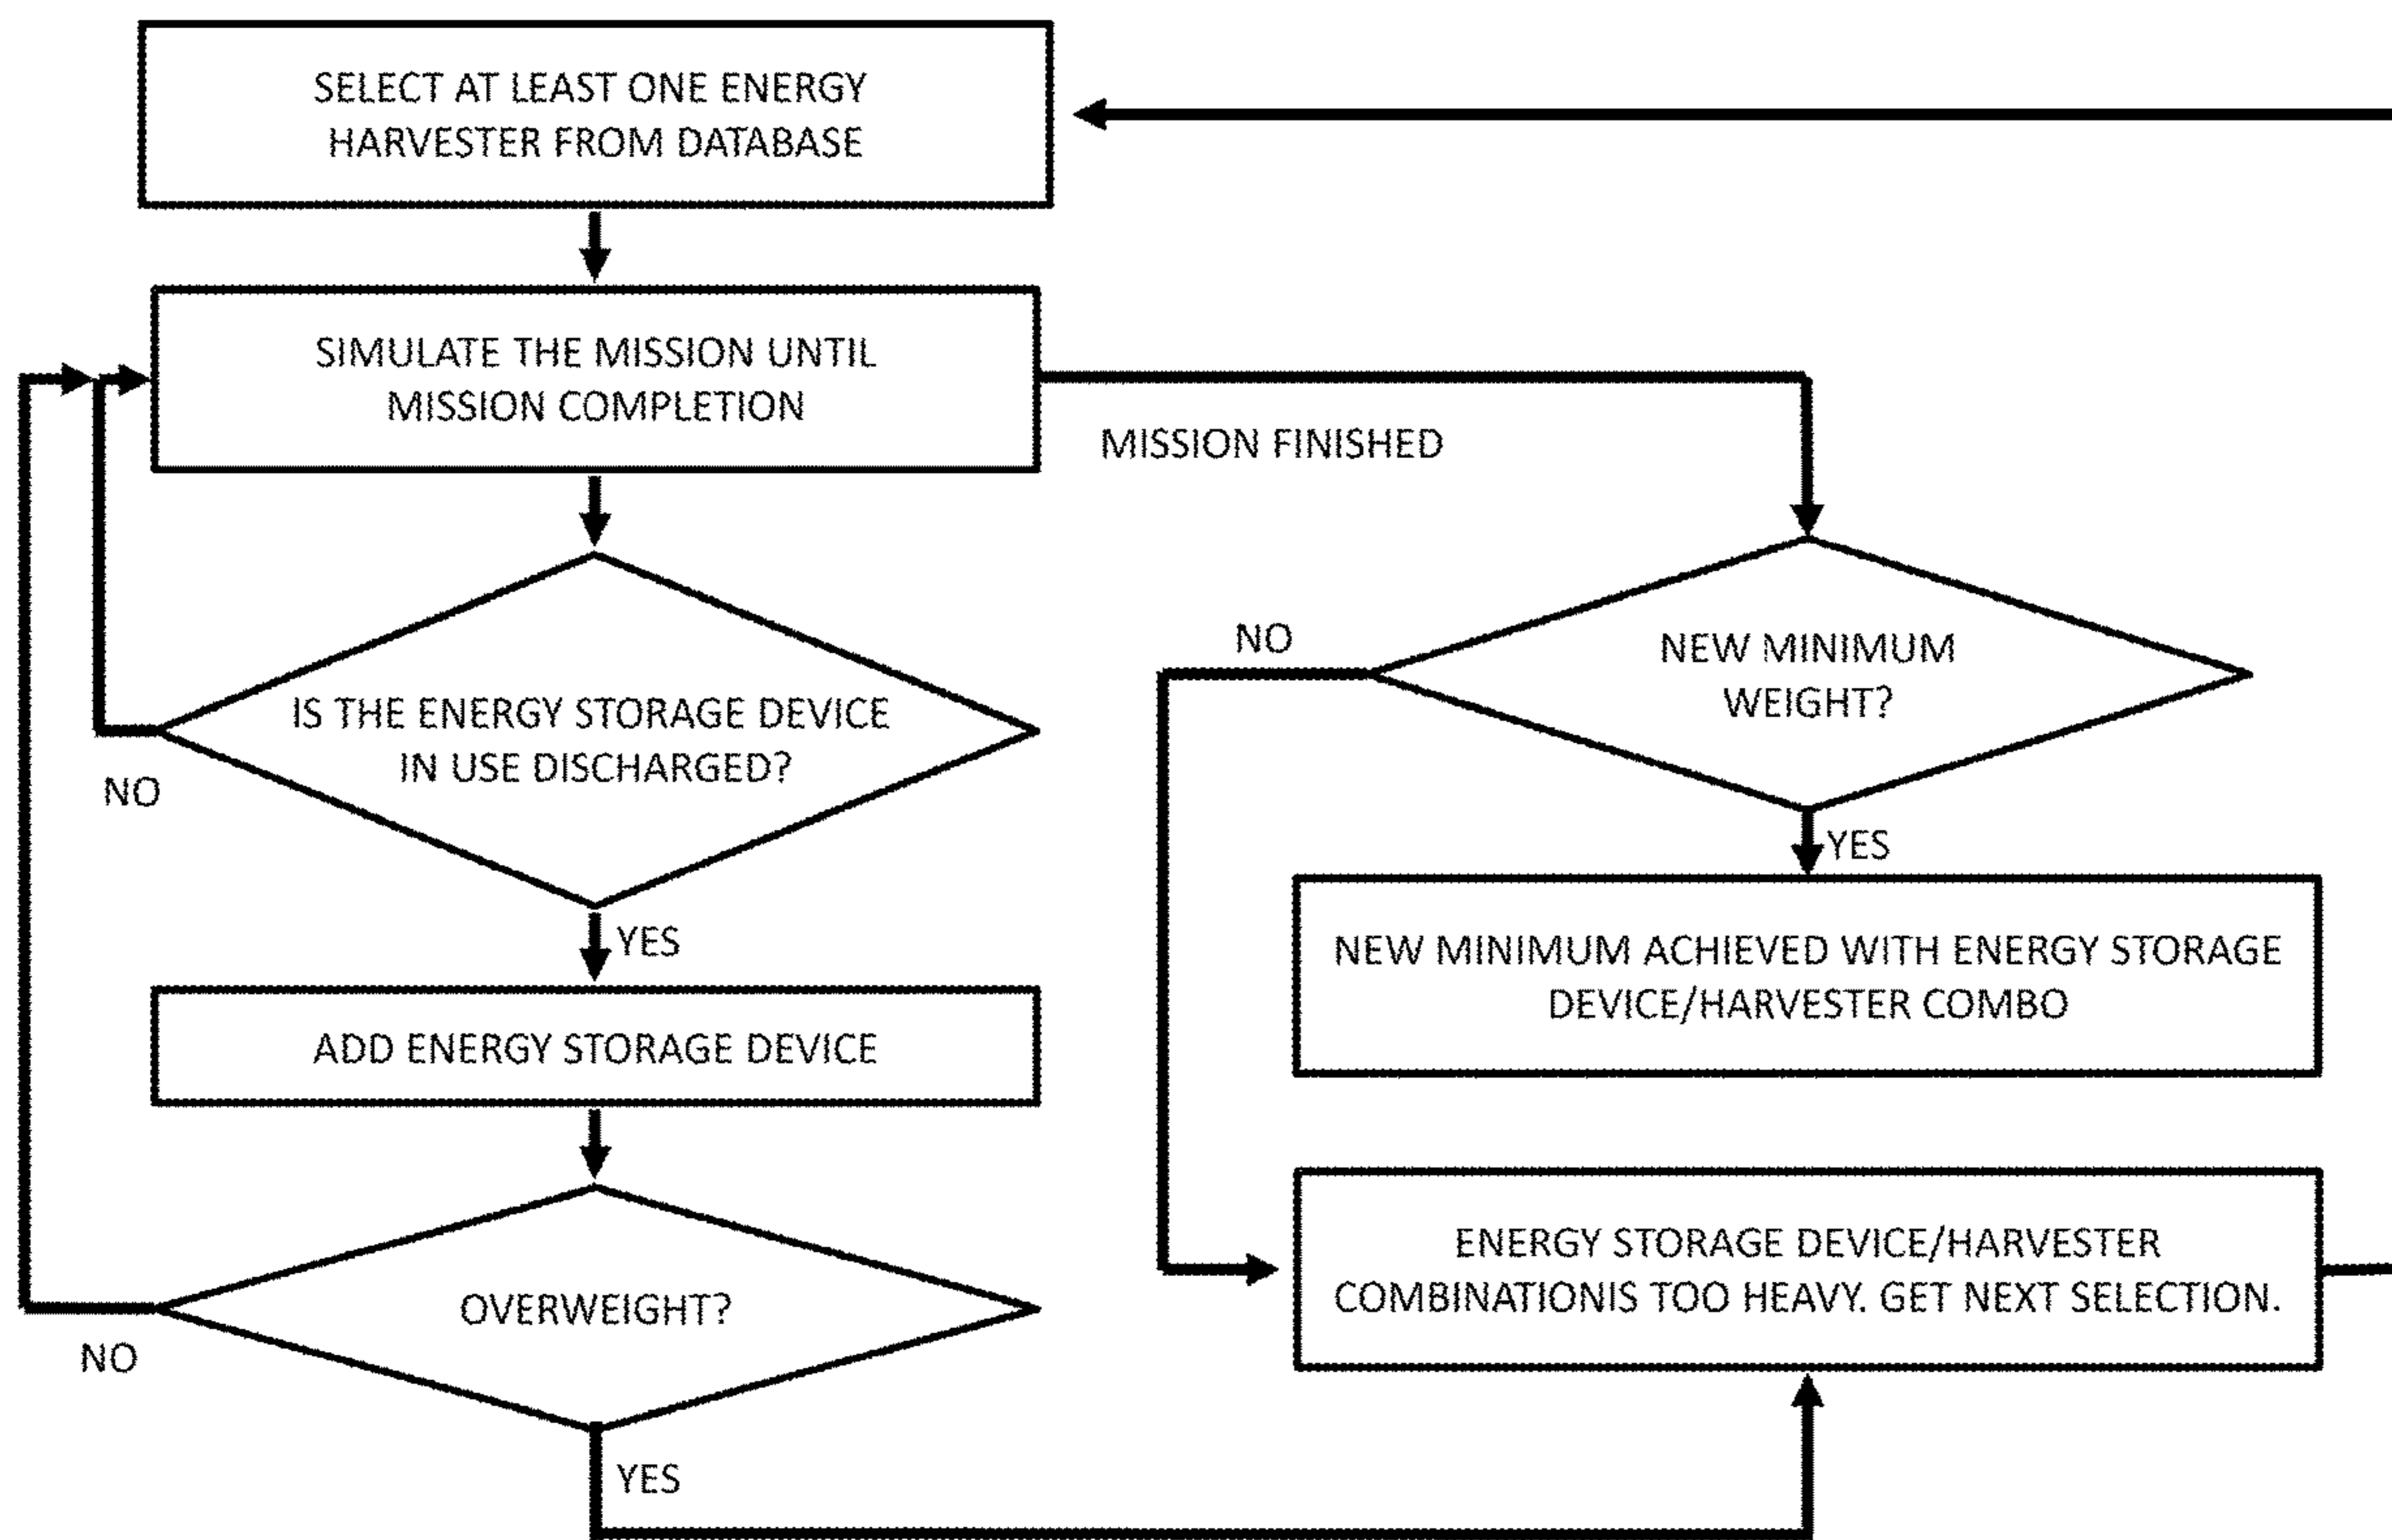 SELECT AT LEAST ONE ENERGY
HARVESTER FROM DATABASE
SIMULATE THE MISSION UNTIL
MISSION COMPLETION
MISSION FINISHED
IS THE ENERGY STORAGE DEVICE
IN USE DISCHARGED?
NO
YES
ADD ENERGY STORAGE DEVICE
OVERWEIGHT?
NO
YES
NEW MINIMUM
WEIGHT?
NO
YES
NEW MINIMUM ACHIEVED WITH ENERGY STORAGE
DEVICE/HARVESTER COMBO
ENERGY STORAGE DEVICE/HARVESTER
COMBINATIONIS TOO HEAVY. GET NEXT SELECTION.